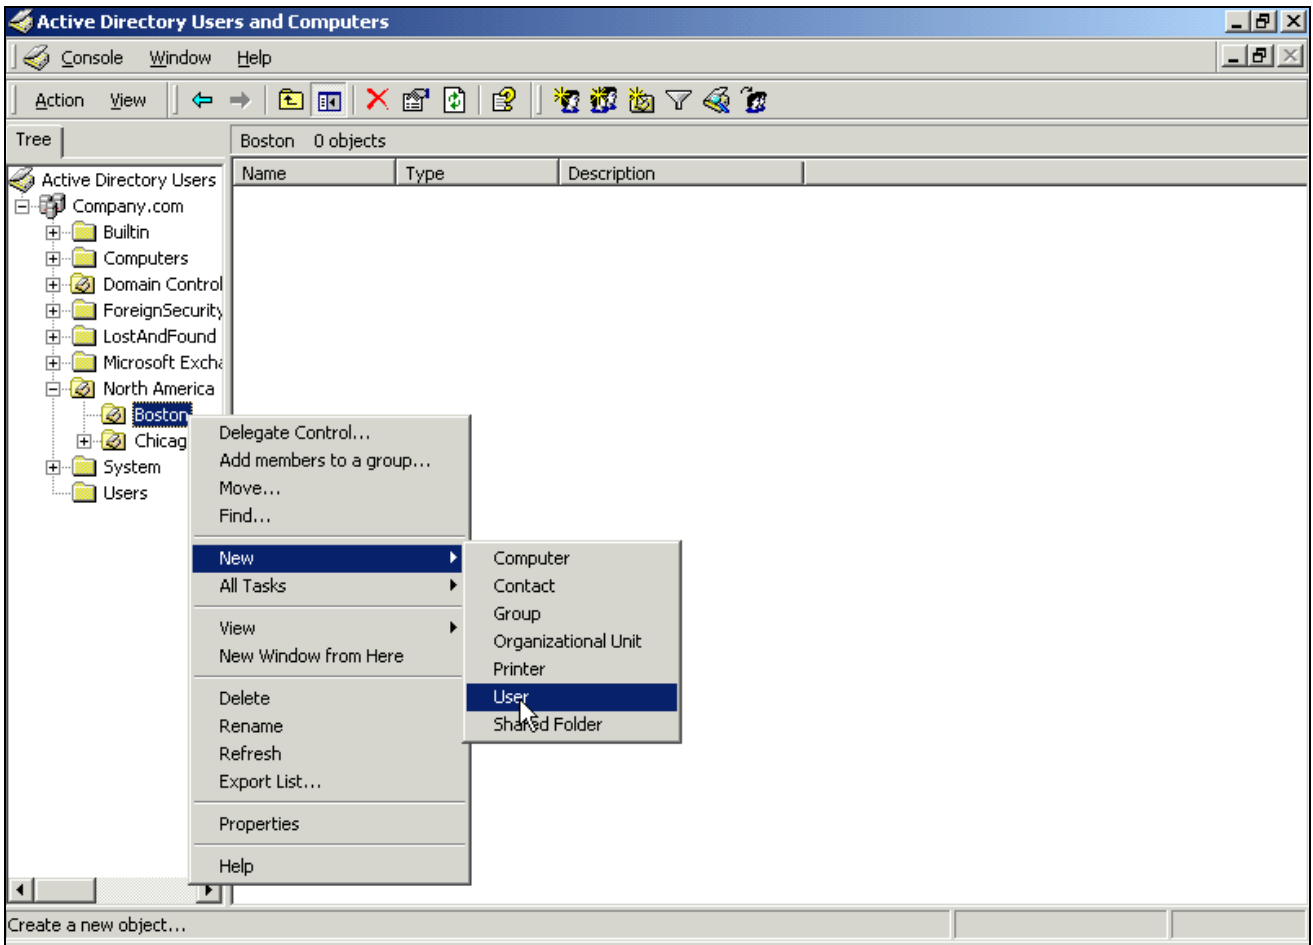 Active Directory Users and Computers
Console Window Help
Action View
Tree
Boston 0 objects
Name Type Description
Active Directory Users
Company.com
Builtin
Computers
Domain Control
ForeignSecurity
LostAndFound
Microsoft Excha
North America
Boston
Chicag
System
Users
Delegate Control...
Add members to a group...
Move...
Find...
New
All Tasks
View
New Window from Here
Delete
Rename
Refresh
Export List...
Properties
Help
Computer
Contact
Group
Organizational Unit
Printer
User
Shared Folder
Create a new object...